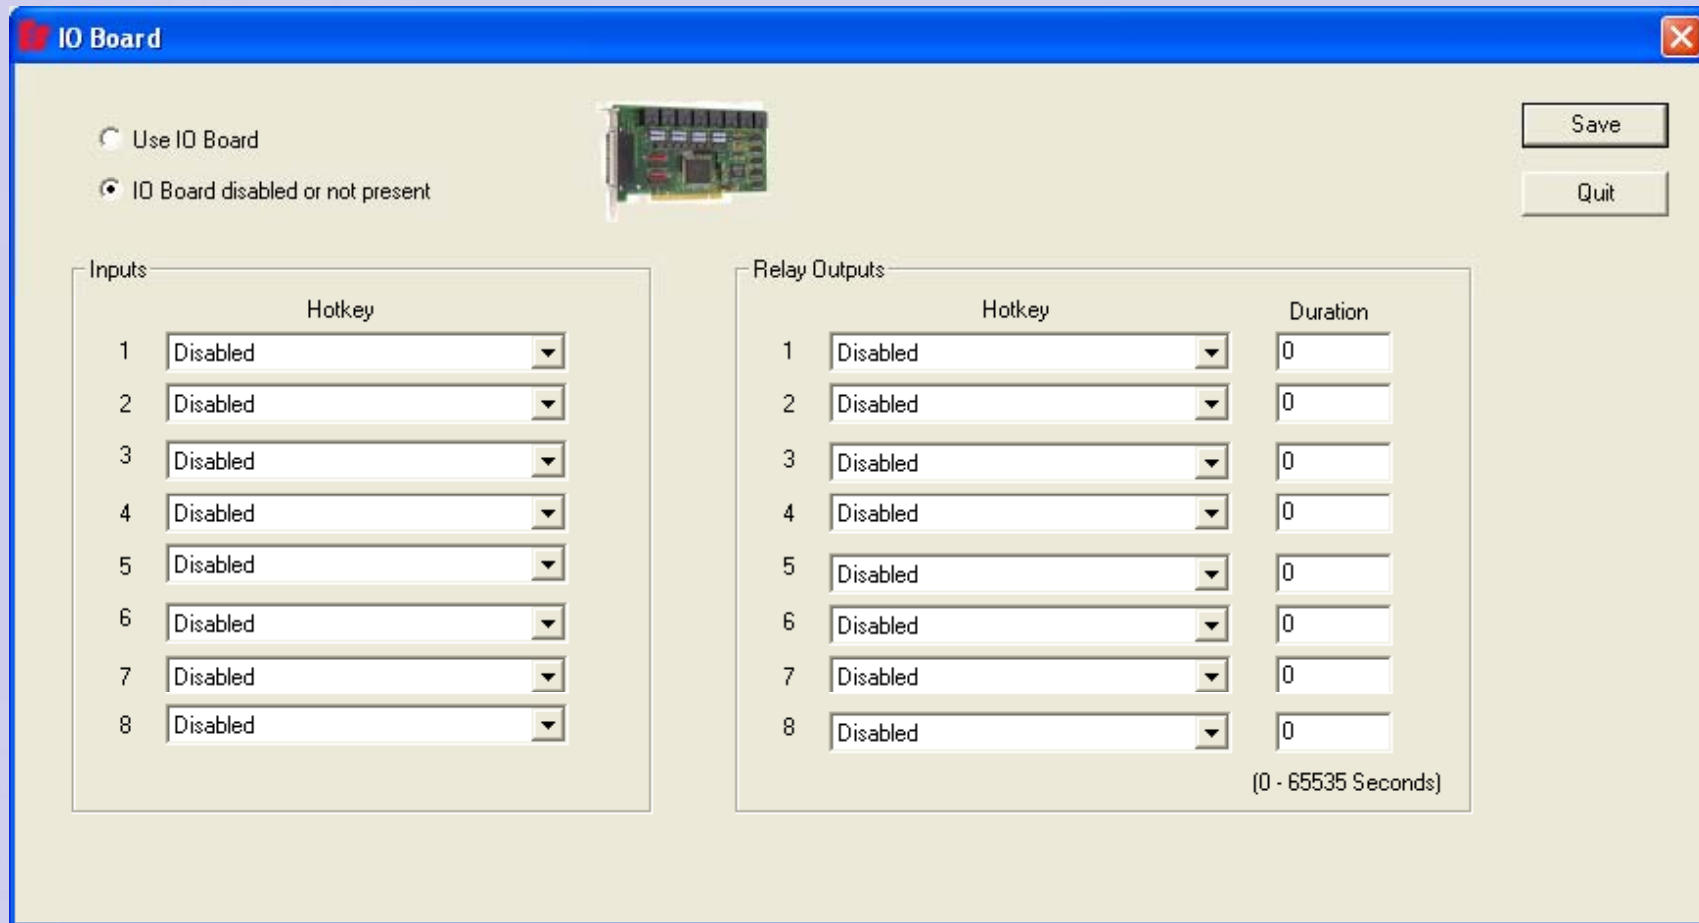 IO Board
Use IO Board
IO Board disabled or not present
Save
Quit
Inputs
Hotkey
1 Disabled
2 Disabled
3 Disabled
4 Disabled
5 Disabled
6 Disabled
7 Disabled
8 Disabled
Relay Outputs
Hotkey Duration
1 Disabled 0
2 Disabled 0
3 Disabled 0
4 Disabled 0
5 Disabled 0
6 Disabled 0
7 Disabled 0
8 Disabled 0
(0 - 65535 Seconds)